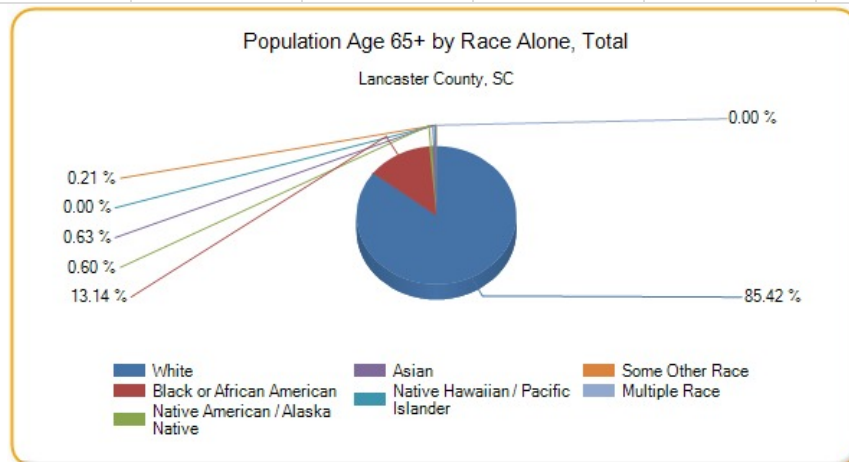 Population Age 65+ by Race Alone, Total
Lancaster County, SC
0.00 %
0.21 %
0.00 %
0.63 %
0.60 %
13.14 %
85.42 %
White
Black or African American
Native American / Alaska
Native
Asian
Native Hawaiian / Pacific
Islander
Some Other Race
Multiple Race